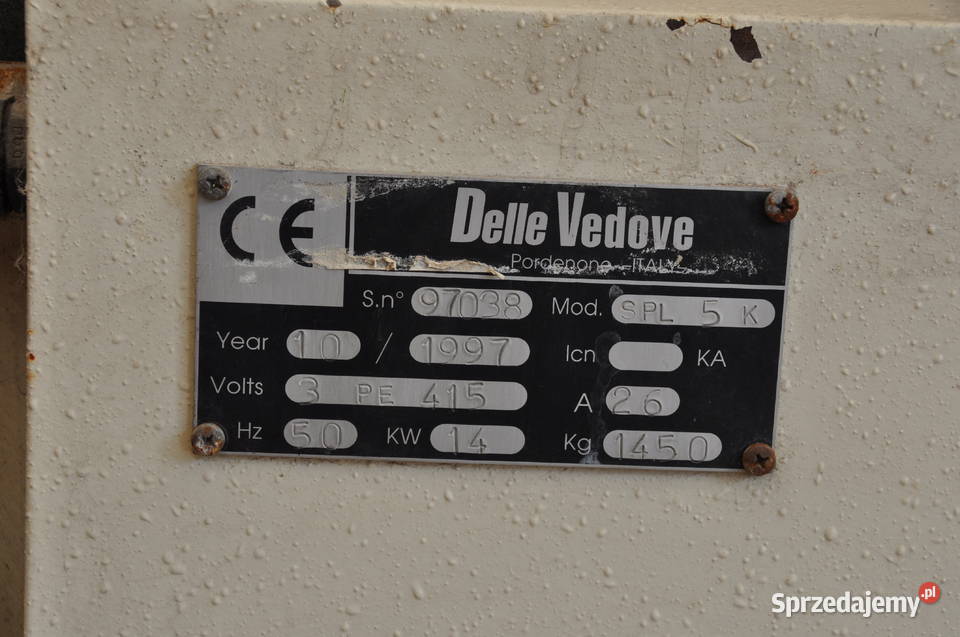 CE
Delle Vedove
Pordenone - ITALY
S.n° 97038 Mod. SPL 5 K
Year 10 / 1997 Icn KA
Volts 3 PE 415 A 26
Hz 50 KW 14 Kg 1450
Sprzedajemy.pl